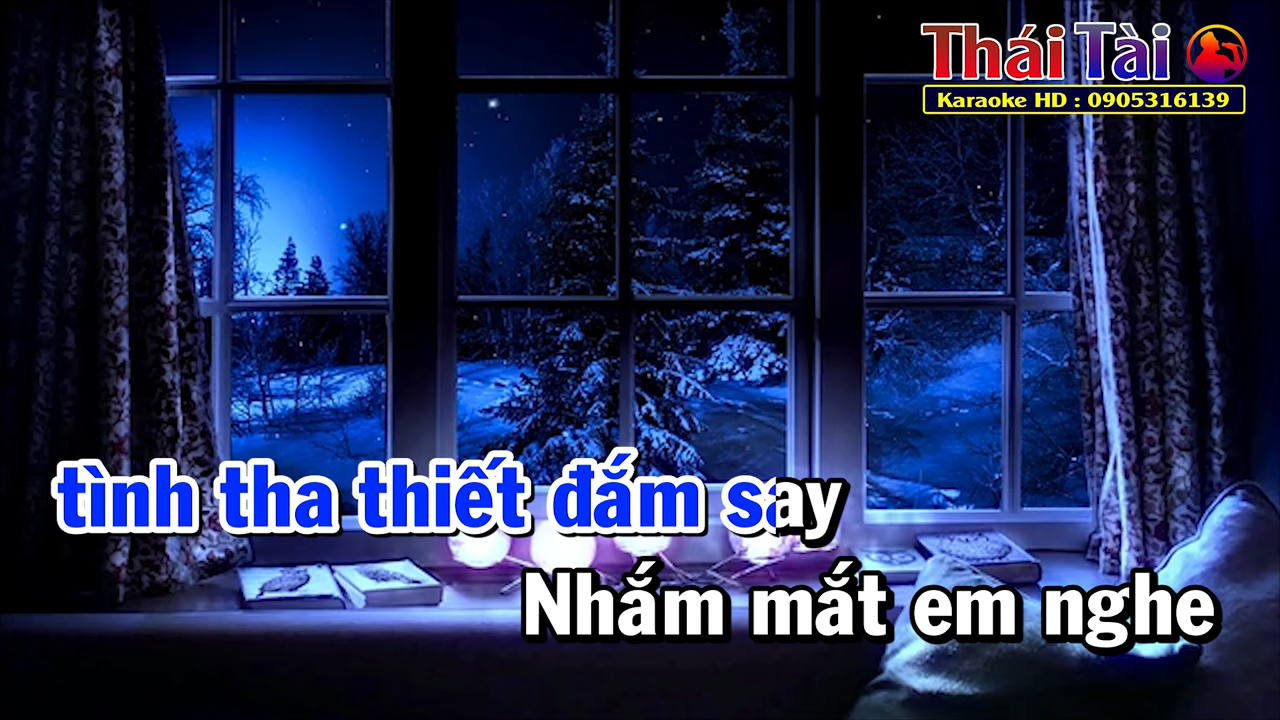 Thái Tài
Karaoke HD : 0905316139
tình tha thiết đắm say
Nhắm mắt em nghe